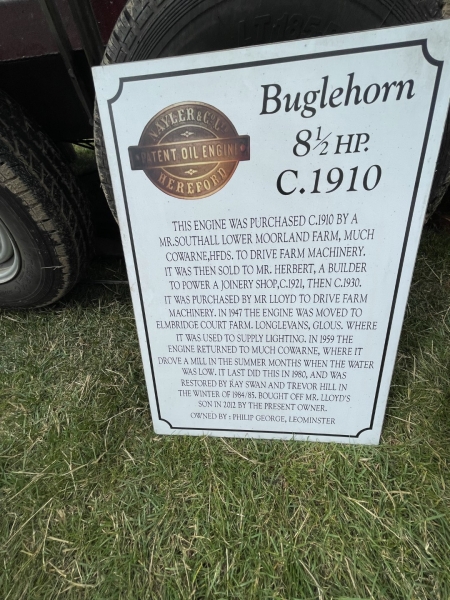 NAYLER & CO. LD.
PATENT OIL ENGINE
HEREFORD
Buglehorn
8½ HP.
C.1910
THIS ENGINE WAS PURCHASED C.1910 BY A
MR.SOUTHALL LOWER MOORLAND FARM, MUCH
COWARNE,HFDS. TO DRIVE FARM MACHINERY.
IT WAS THEN SOLD TO MR. HERBERT, A BUILDER
TO POWER A JOINERY SHOP,C.1921, THEN C.1930.
IT WAS PURCHASED BY MR LLOYD TO DRIVE FARM
MACHINERY. IN 1947 THE ENGINE WAS MOVED TO
ELMBRIDGE COURT FARM. LONGLEVANS, GLOUS. WHERE
IT WAS USED TO SUPPLY LIGHTING. IN 1959 THE
ENGINE RETURNED TO MUCH COWARNE, WHERE IT
DROVE A MILL IN THE SUMMER MONTHS WHEN THE WATER
WAS LOW. IT LAST DID THIS IN 1980, AND WAS
RESTORED BY RAY SWAN AND TREVOR HILL IN
THE WINTER OF 1984/85. BOUGHT OFF MR. LLOYD'S
SON IN 2012 BY THE PRESENT OWNER.
OWNED BY : PHILIP GEORGE, LEOMINSTER